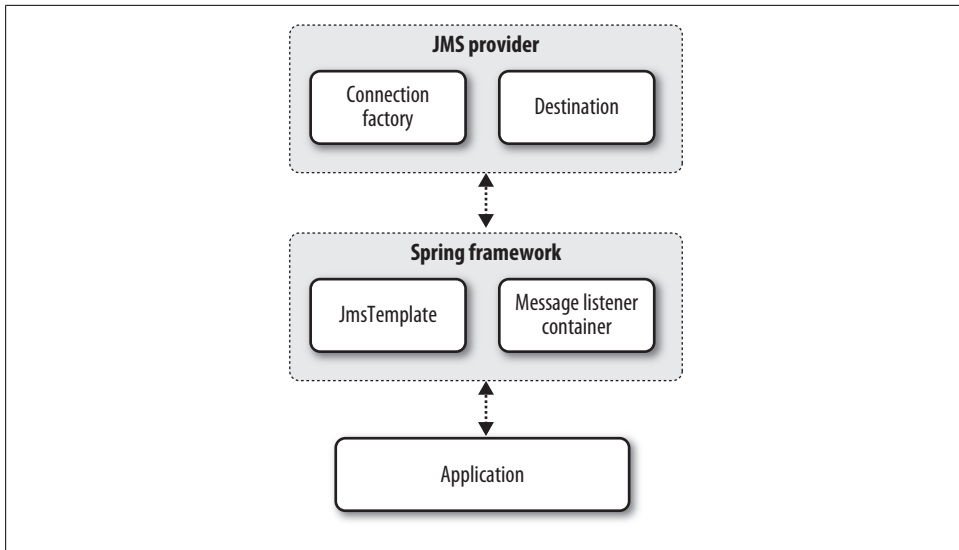 JMS provider
Connection
factory
Destination
Spring framework
JmsTemplate
Message listener
container
Application